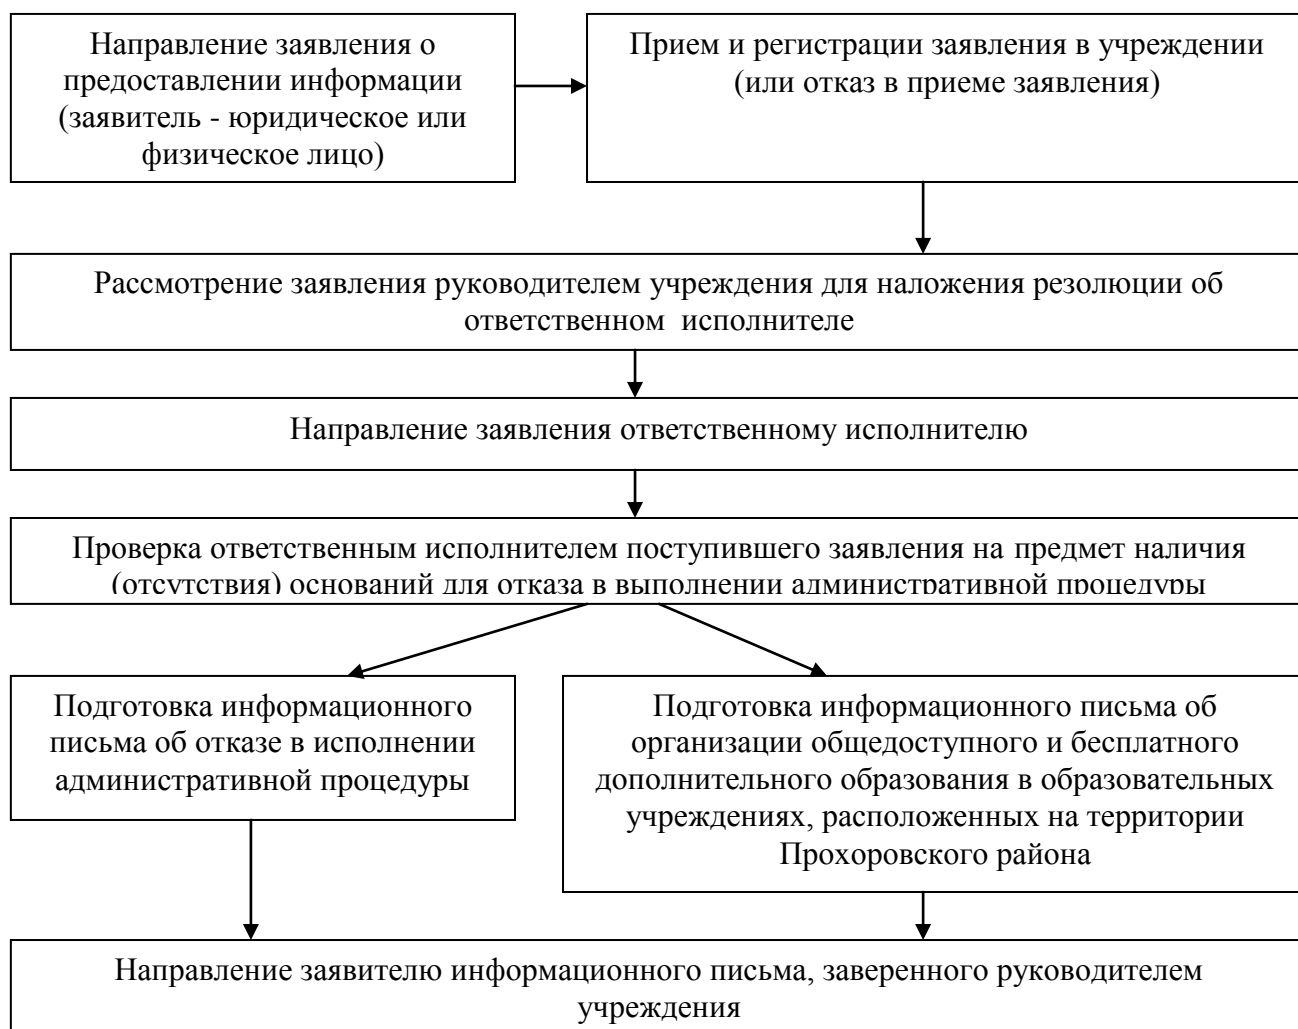 Направление заявления о
предоставлении информации
(заявитель - юридическое или
физическое лицо)
Прием и регистрации заявления в учреждении
(или отказ в приеме заявления)
Рассмотрение заявления руководителем учреждения для наложения резолюции об
ответственном исполнителе
Направление заявления ответственному исполнителю
Проверка ответственным исполнителем поступившего заявления на предмет наличия
(отсутствия) оснований для отказа в выполнении административной процедуры
Подготовка информационного
письма об отказе в исполнении
административной процедуры
Подготовка информационного письма об
организации общедоступного и бесплатного
дополнительного образования в образовательных
учреждениях, расположенных на территории
Прохоровского района
Направление заявителю информационного письма, заверенного руководителем
учреждения